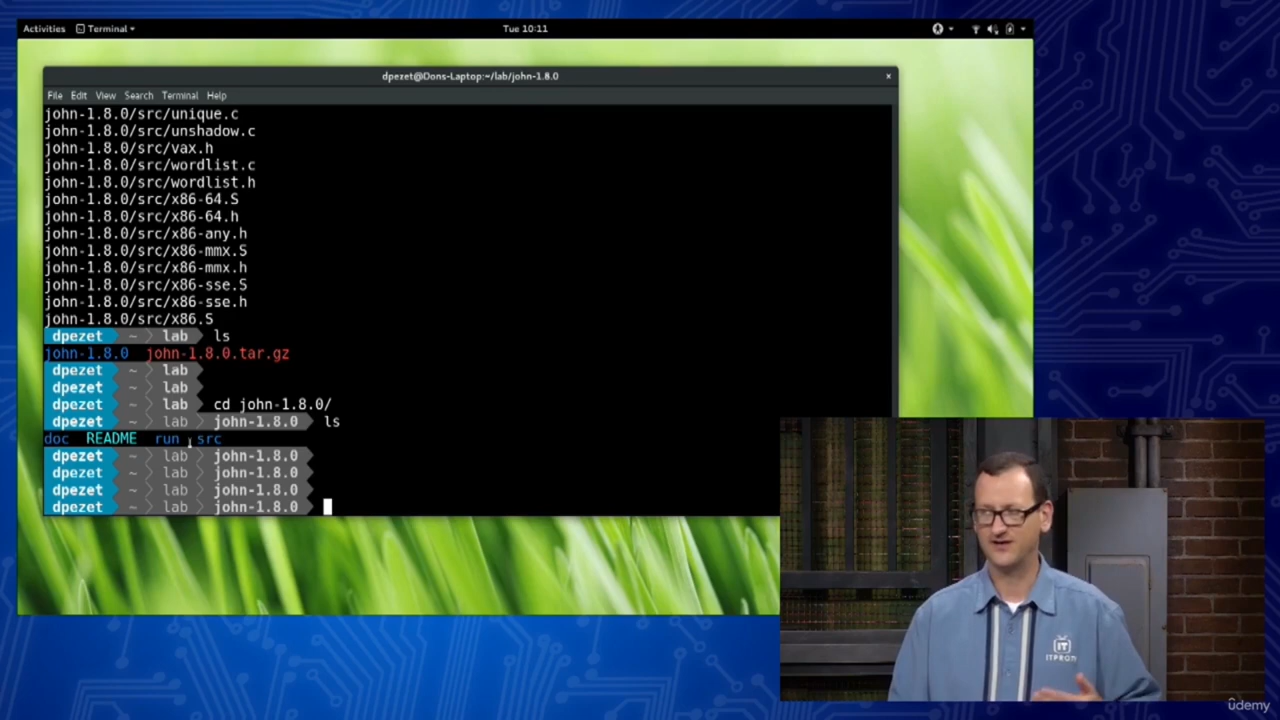 Activities Terminal Tue 10:11
dpezet@Dons-Laptop:~/lab/john-1.8.0 ×
File Edit View Search Terminal Help
john-1.8.0/src/unique.c
john-1.8.0/src/unshadow.c
john-1.8.0/src/vax.h
john-1.8.0/src/wordlist.c
john-1.8.0/src/wordlist.h
john-1.8.0/src/x86-64.S
john-1.8.0/src/x86-64.h
john-1.8.0/src/x86-any.h
john-1.8.0/src/x86-mmx.S
john-1.8.0/src/x86-mmx.h
john-1.8.0/src/x86-sse.S
john-1.8.0/src/x86-sse.h
john-1.8.0/src/x86.S
dpezet ~ lab ls
john-1.8.0 john-1.8.0.tar.gz
dpezet ~ lab
dpezet ~ lab
dpezet ~ lab cd john-1.8.0/
dpezet ~ lab john-1.8.0 ls
doc README run src
dpezet ~ lab john-1.8.0
dpezet ~ lab john-1.8.0
dpezet ~ lab john-1.8.0
dpezet ~ lab john-1.8.0
IT
udemy